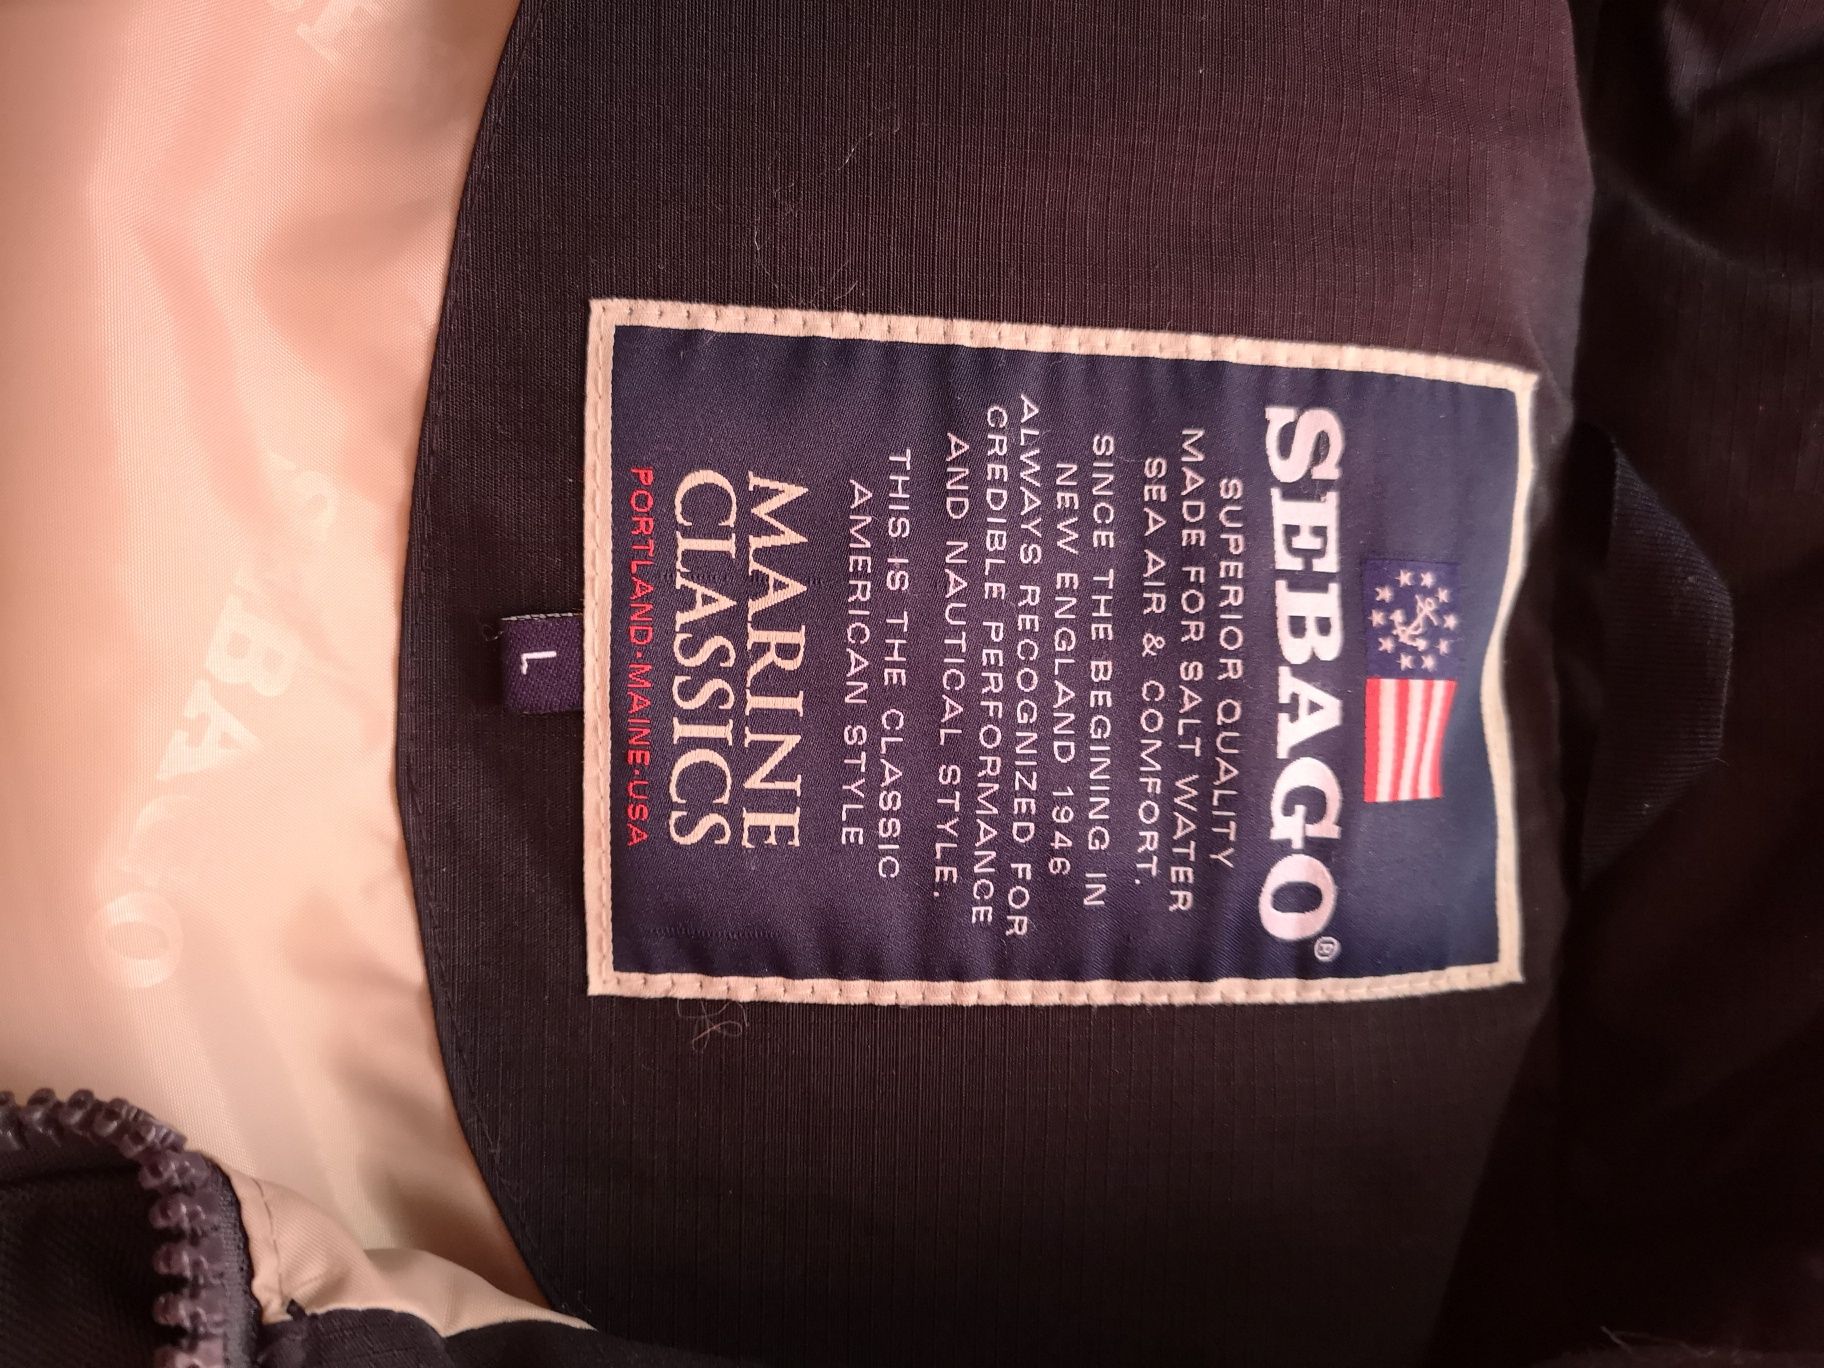 SEBAGO®
SUPERIOR QUALITY
MADE FOR SALT WATER
SEA AIR & COMFORT.
SINCE THE BEGINING IN
NEW ENGLAND 1946
ALWAYS RECOGNIZED FOR
CREDIBLE PERFORMANCE
AND NAUTICAL STYLE.
THIS IS THE CLASSIC
AMERICAN STYLE
MARINE
CLASSICS
PORTLAND·MAINE·USA
L
SEBAGO